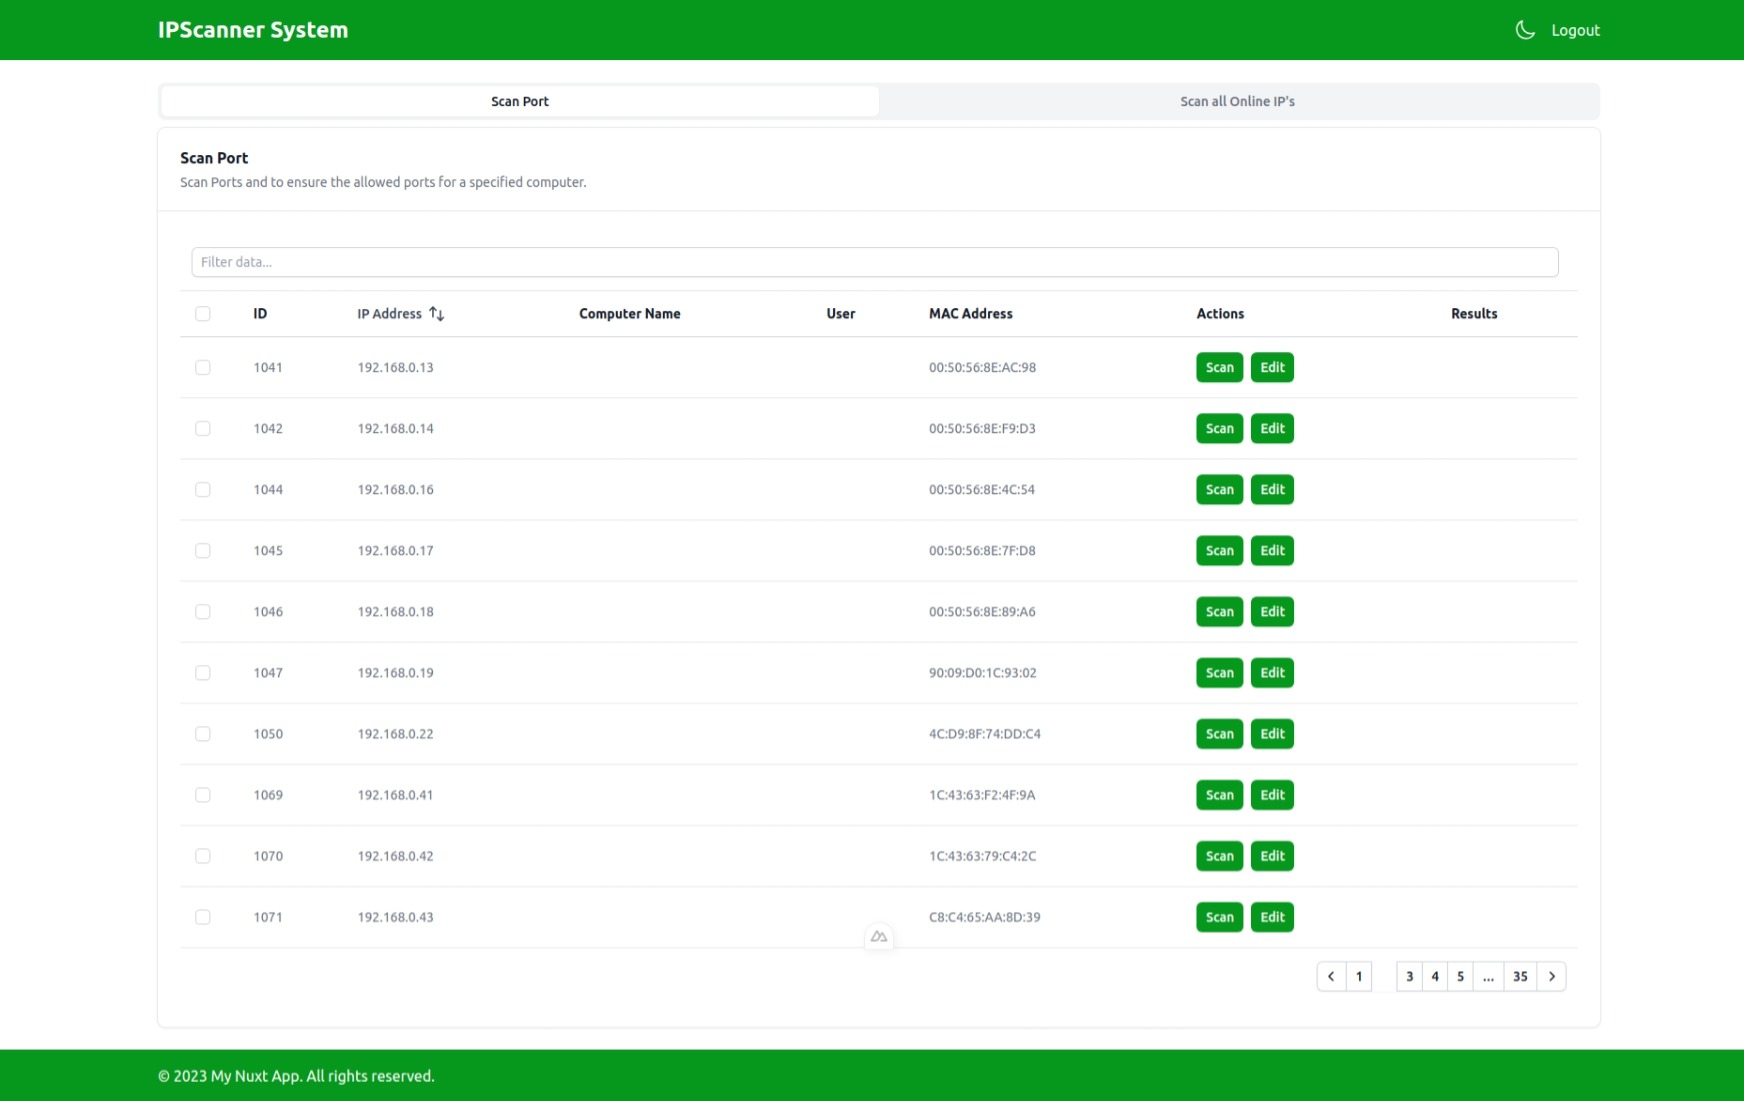 IPScanner System
Logout
Scan Port
Scan all Online IP's
Scan Port
Scan Ports and to ensure the allowed ports for a specified computer.
Filter data...
ID IP Address Computer Name User MAC Address Actions Results
1041 192.168.0.13 00:50:56:8E:AC:98 Scan Edit
1042 192.168.0.14 00:50:56:8E:F9:D3 Scan Edit
1044 192.168.0.16 00:50:56:8E:4C:54 Scan Edit
1045 192.168.0.17 00:50:56:8E:7F:D8 Scan Edit
1046 192.168.0.18 00:50:56:8E:89:A6 Scan Edit
1047 192.168.0.19 90:09:D0:1C:93:02 Scan Edit
1050 192.168.0.22 4C:D9:8F:74:DD:C4 Scan Edit
1069 192.168.0.41 1C:43:63:F2:4F:9A Scan Edit
1070 192.168.0.42 1C:43:63:79:C4:2C Scan Edit
1071 192.168.0.43 C8:C4:65:AA:8D:39 Scan Edit
1 3 4 5 ... 35
© 2023 My Nuxt App. All rights reserved.